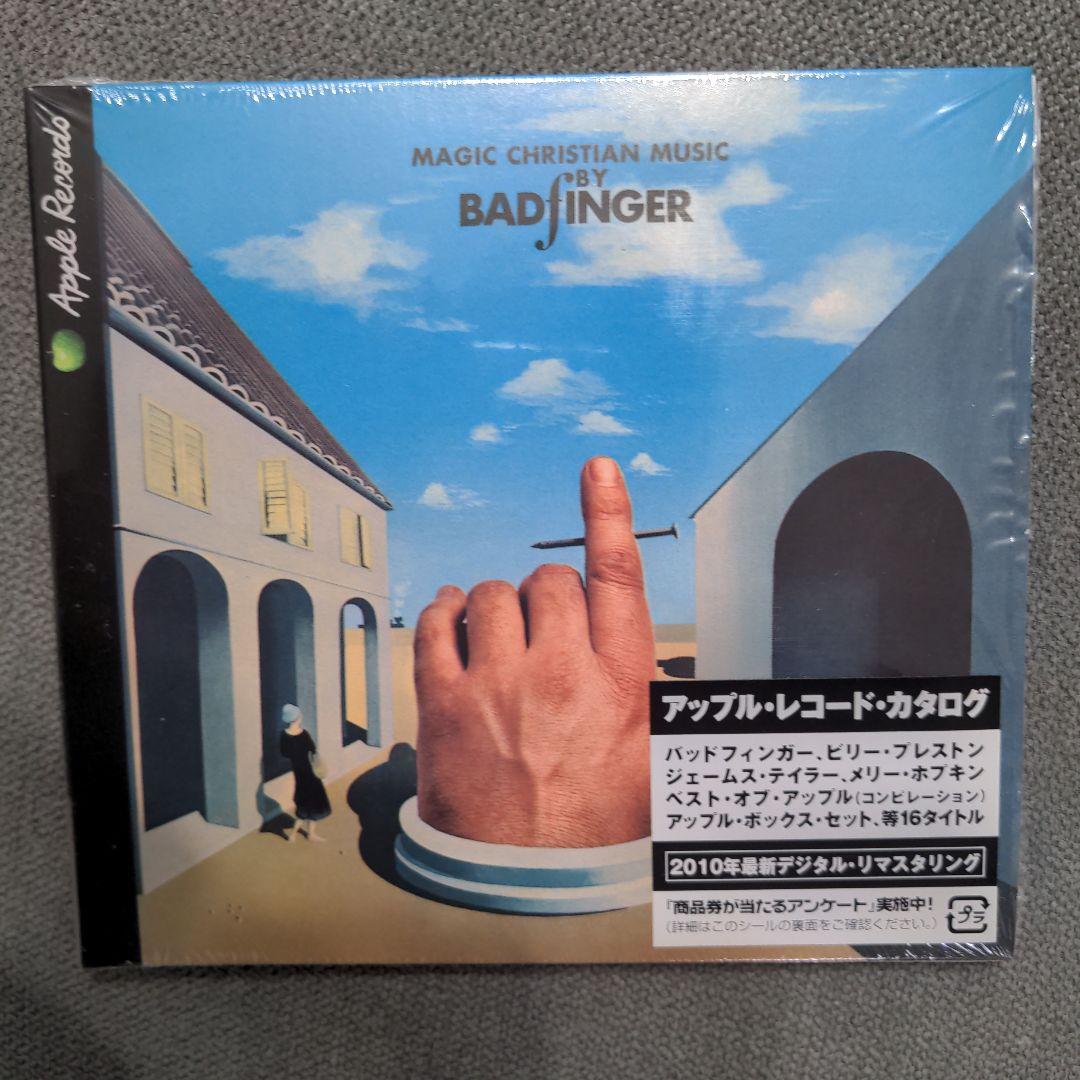 Apple Records
MAGIC CHRISTIAN MUSIC
BY
BADfINGER
アップル・レコード・カタログ
バッドフィンガー、ビリー・プレストン
ジェームス・テイラー、メリー・ホプキン
ベスト・オブ・アップル(コンピレーション)
アップル・ボックス・セット、等16タイトル
2010年最新デジタル・リマスタリング
『商品券が当たるアンケート』実施中!
(詳細はこのシールの裏面をご確認ください。)
プラ